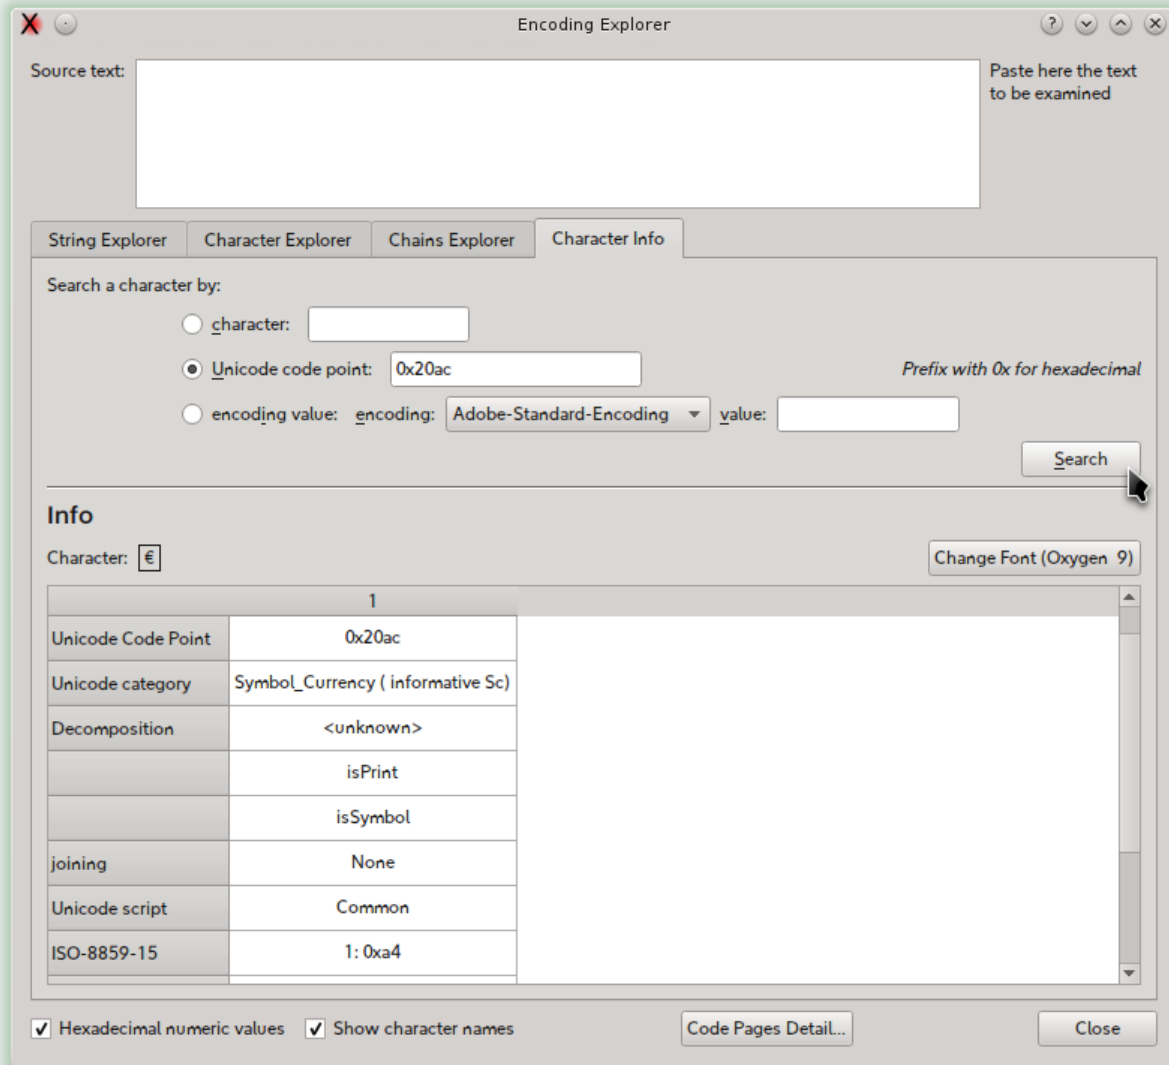 Encoding Explorer
Source text:
Paste here the text
to be examined
String Explorer Character Explorer Chains Explorer Character Info
Search a character by:
character:
Unicode code point: 0x20ac Prefix with 0x for hexadecimal
encoding value: encoding: Adobe-Standard-Encoding value:
Search
Info
Character: € Change Font (Oxygen 9)
1
Unicode Code Point 0x20ac
Unicode category Symbol_Currency ( informative Sc)
Decomposition <unknown>
isPrint
isSymbol
joining None
Unicode script Common
ISO-8859-15 1: 0xa4
Hexadecimal numeric values Show character names Code Pages Detail... Close